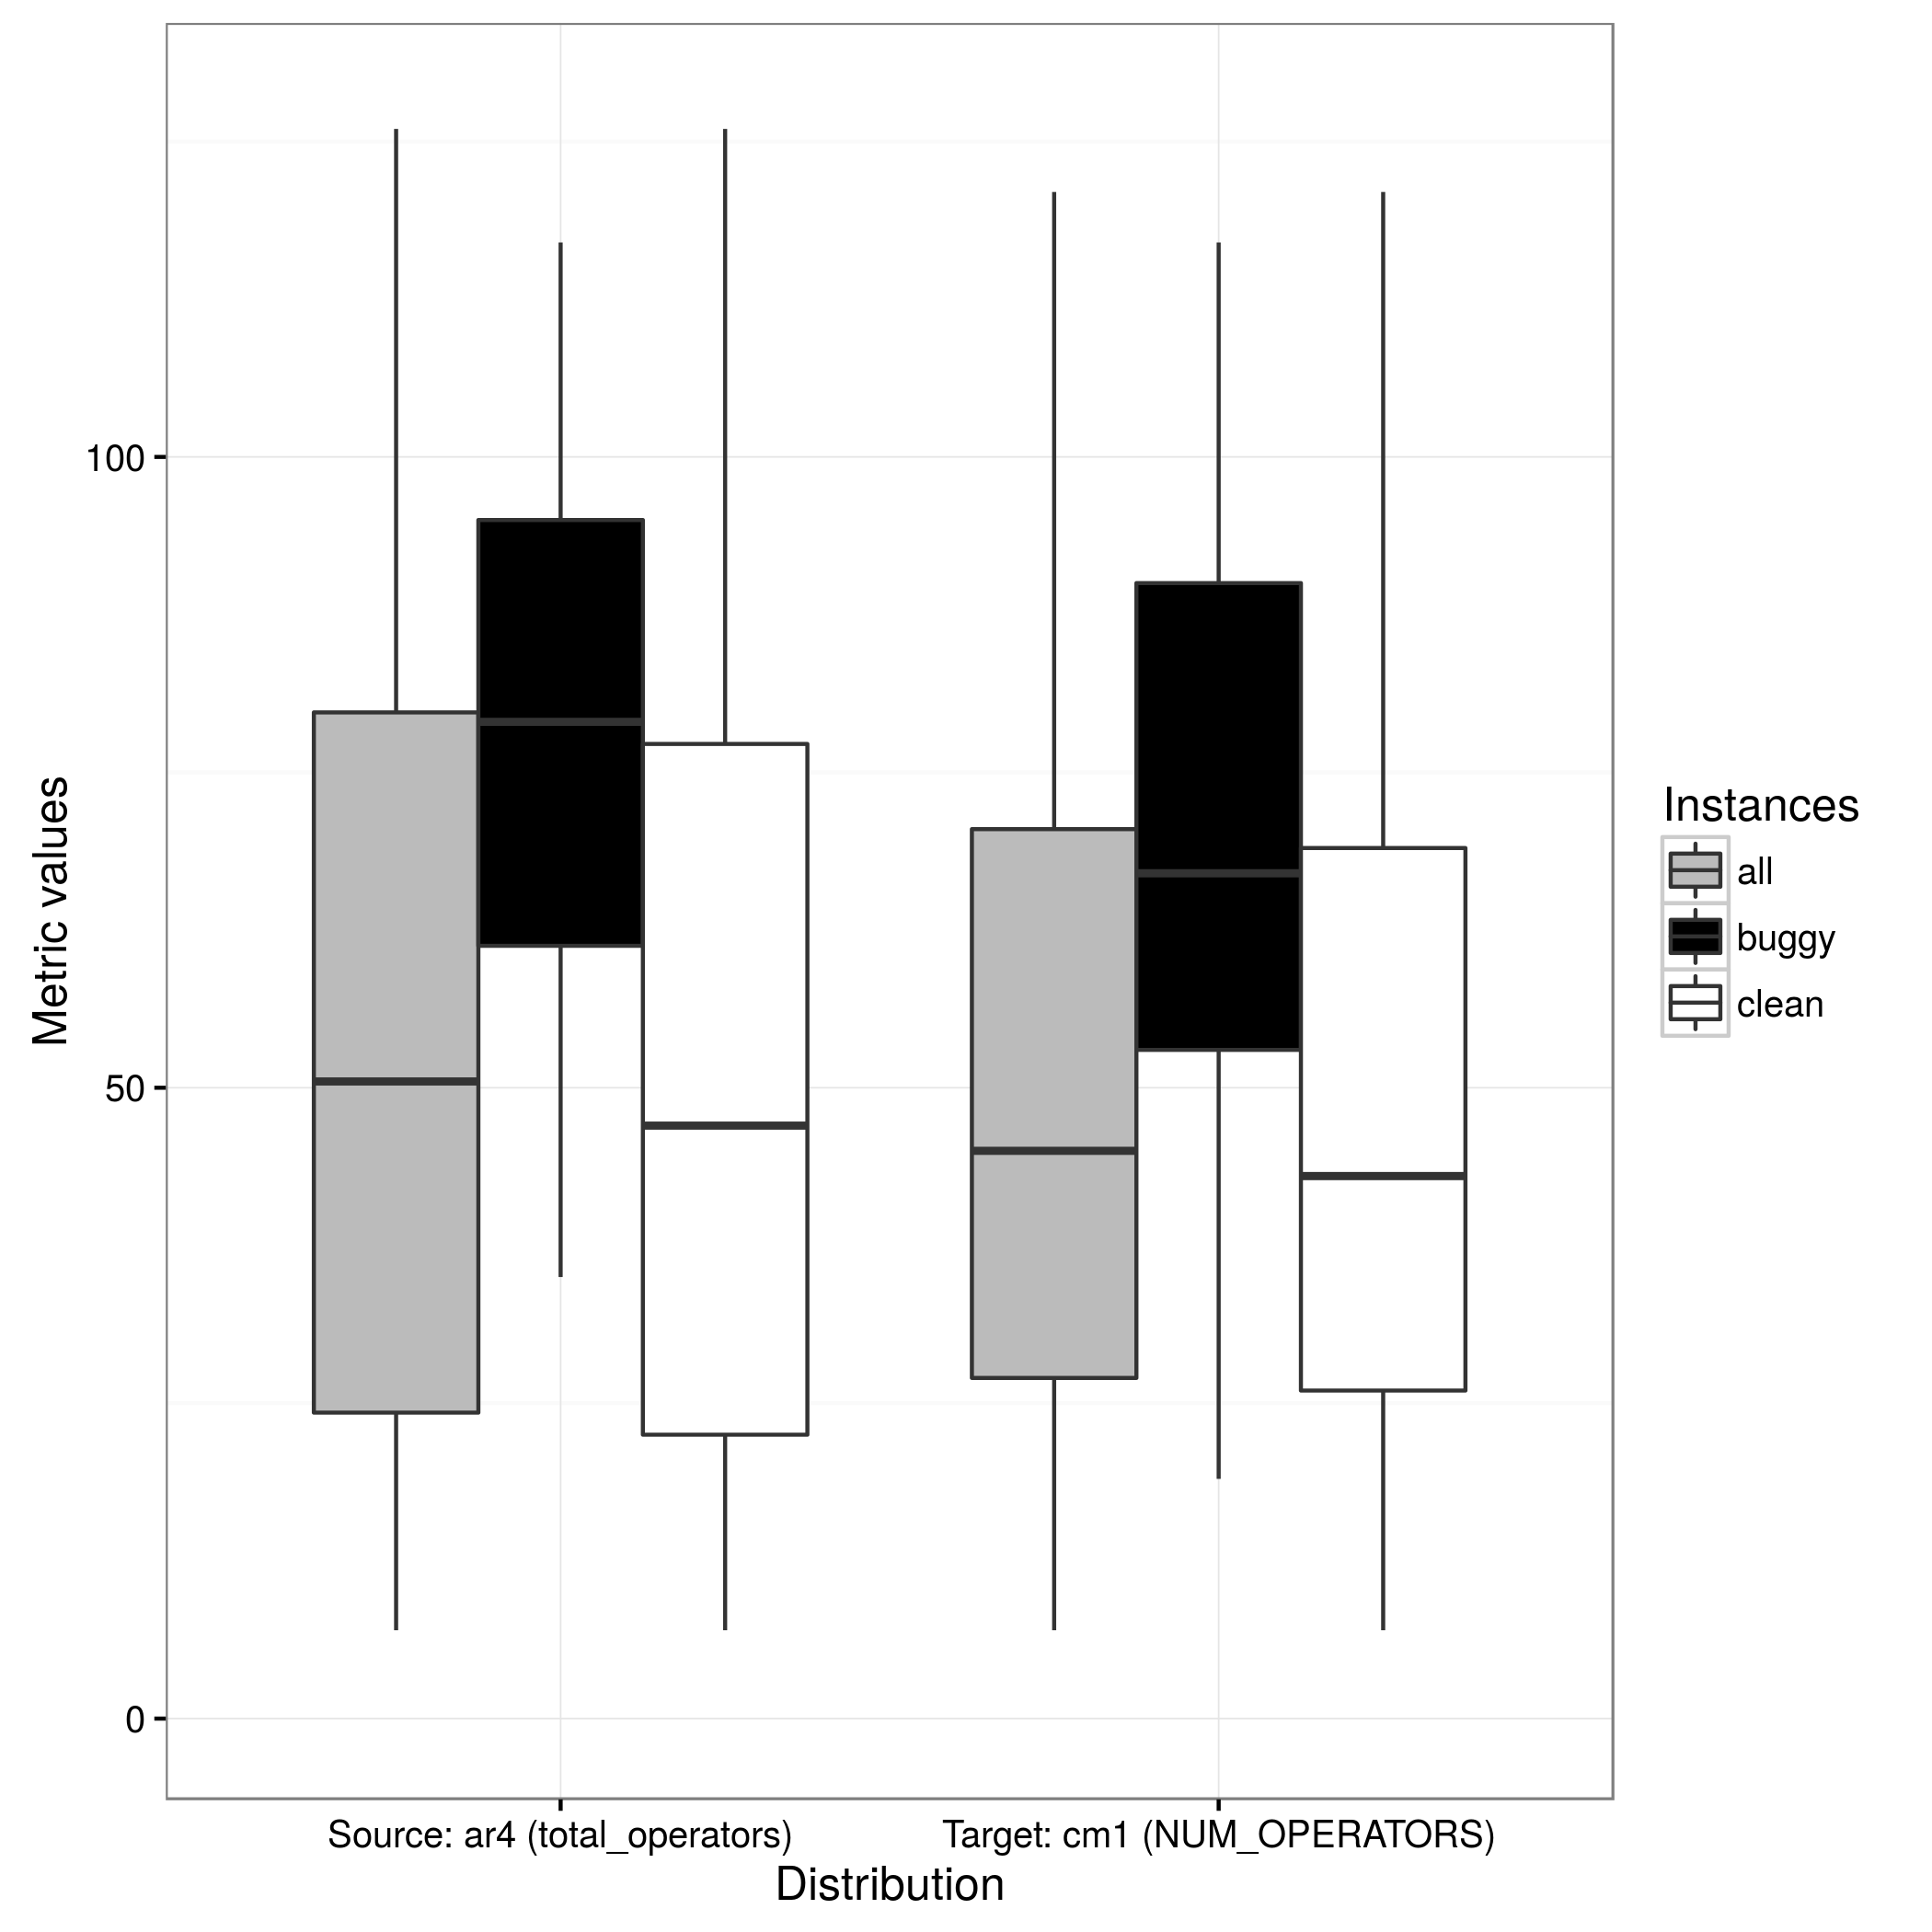 Metric values
100
50
0
Source: ar4 (total_operators)
Target: cm1 (NUM_OPERATORS)
Distribution
Instances
all
buggy
clean